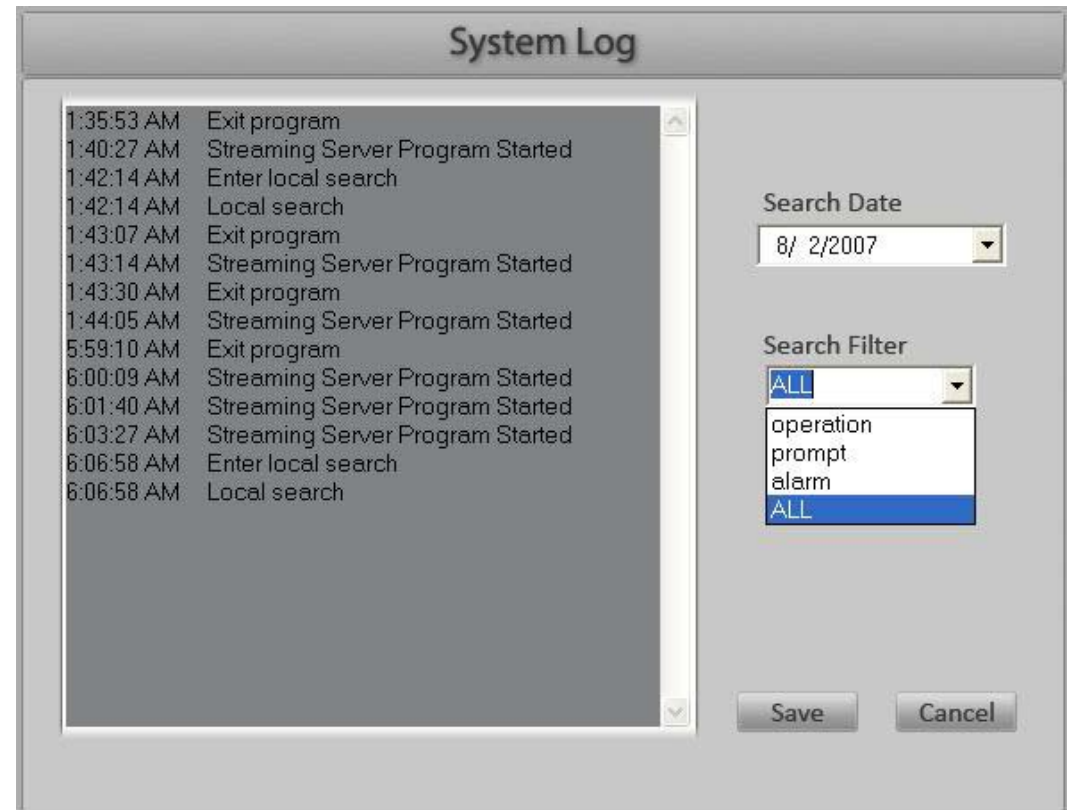 System Log
1:35:53 AM Exit program
1:40:27 AM Streaming Server Program Started
1:42:14 AM Enter local search
1:42:14 AM Local search
1:43:07 AM Exit program
1:43:14 AM Streaming Server Program Started
1:43:30 AM Exit program
1:44:05 AM Streaming Server Program Started
5:59:10 AM Exit program
6:00:09 AM Streaming Server Program Started
6:01:40 AM Streaming Server Program Started
6:03:27 AM Streaming Server Program Started
6:06:58 AM Enter local search
6:06:58 AM Local search
Search Date
8/ 2/2007
Search Filter
ALL
operation
prompt
alarm
ALL
Save Cancel